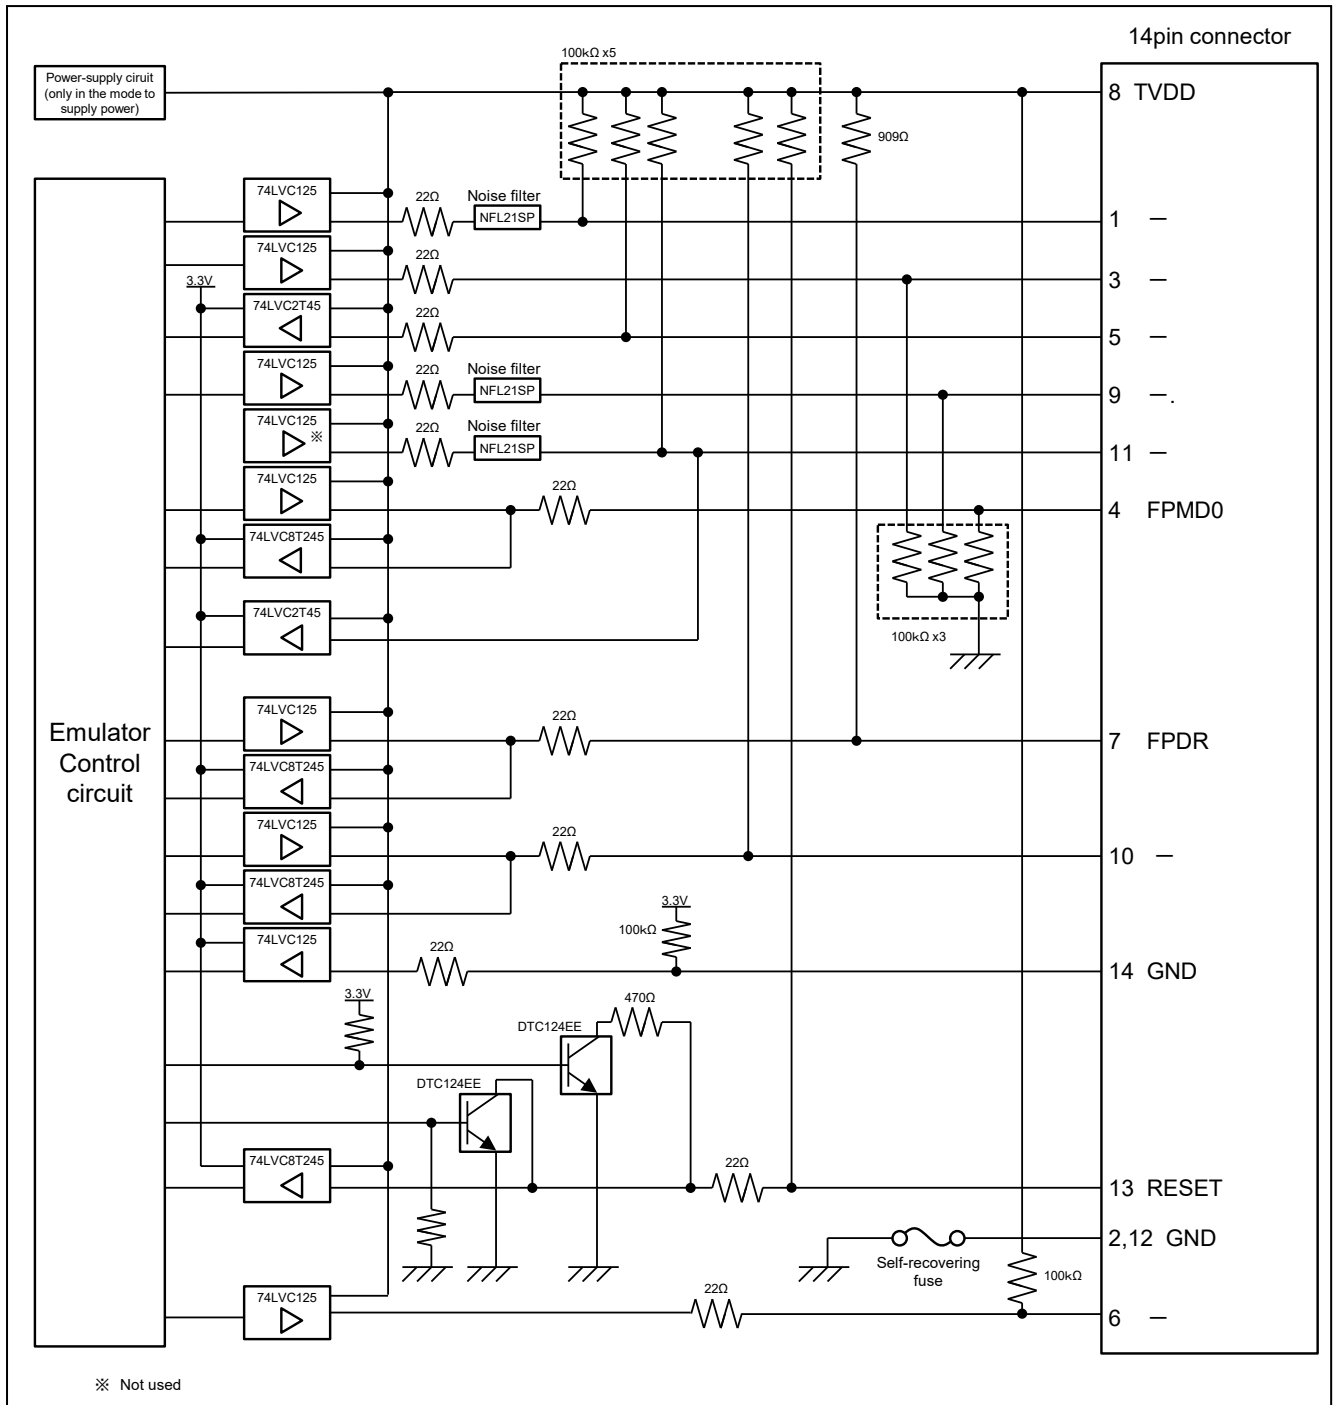 14pin connector
100kΩ x5
Power-supply ciruit
(only in the mode to
supply power)
8 TVDD
909Ω
74LVC125
22Ω
Noise filter
NFL21SP
1 —
74LVC125
22Ω
3 —
3.3V
74LVC2T45
22Ω
5 —
74LVC125
22Ω
Noise filter
NFL21SP
9 —.
74LVC125
※
22Ω
Noise filter
NFL21SP
11 —
74LVC125
22Ω
4 FPMD0
74LVC8T245
74LVC2T45
100kΩ x3
Emulator
Control
circuit
74LVC125
22Ω
7 FPDR
74LVC8T245
74LVC125
22Ω
10 —
74LVC8T245
3.3V
100kΩ
74LVC125
22Ω
14 GND
3.3V
470Ω
DTC124EE
DTC124EE
74LVC8T245
22Ω
13 RESET
2,12 GND
Self-recovering
fuse
100kΩ
74LVC125
22Ω
6 —
※ Not used